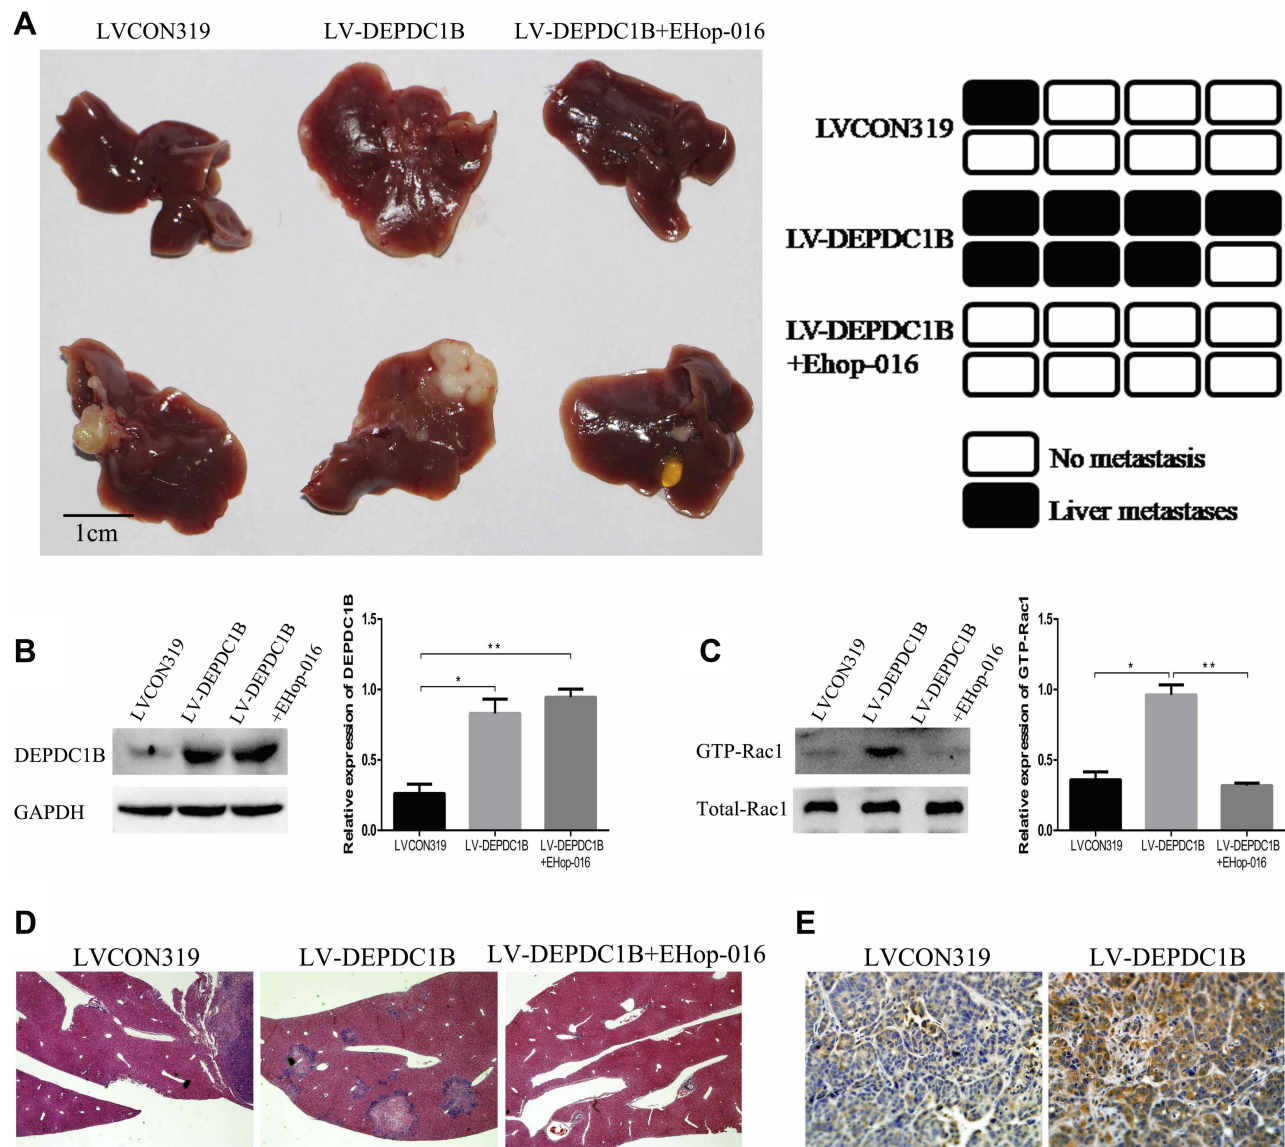 A
LVCON319
LV-DEPDC1B
LV-DEPDC1B+EHop-016
1cm
LVCON319
LV-DEPDC1B
LV-DEPDC1B
+Ehop-016
No metastasis
Liver metastases
B
LVCON319
LV-DEPDC1B
LV-DEPDC1B
+EHop-016
DEPDC1B
GAPDH
Relative expression of DEPDC1B
1.5
1.0
0.5
0.0
**
*
LVCON319
LV-DEPDC1B
LV-DEPDC1B
+EHop-016
C
LVCON319
LV-DEPDC1B
LV-DEPDC1B
+EHop-016
GTP-Rac1
Total-Rac1
Relative expression of GTP-Rac1
1.5
1.0
0.5
0.0
*
**
LVCON319
LV-DEPDC1B
LV-DEPDC1B
+EHop-016
D
LVCON319
LV-DEPDC1B
LV-DEPDC1B+EHop-016
E
LVCON319
LV-DEPDC1B